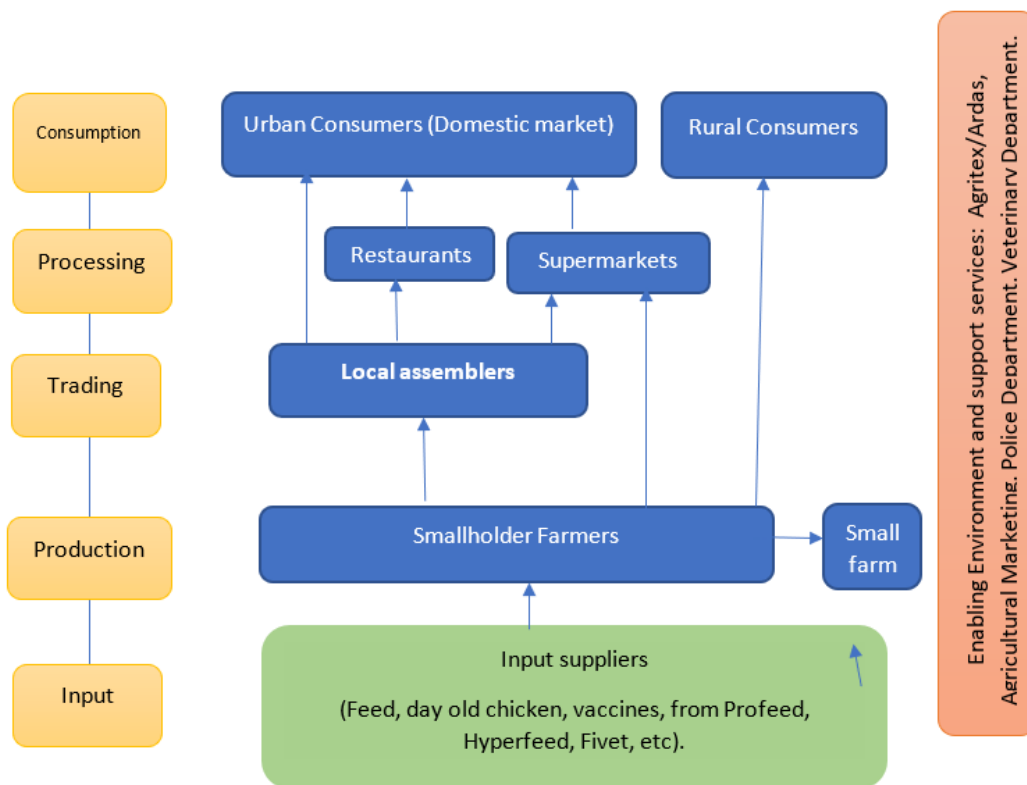 Consumption
Urban Consumers (Domestic market)
Rural Consumers
Processing
Restaurants
Supermarkets
Trading
Local assemblers
Production
Smallholder Farmers
Small
farm
Input
Input suppliers
(Feed, day old chicken, vaccines, from Profeed,
Hyperfeed, Fivet, etc).
Enabling Environment and support services: Agritex/Ardas,
Agricultural Marketing. Police Department. Veterinary Department.